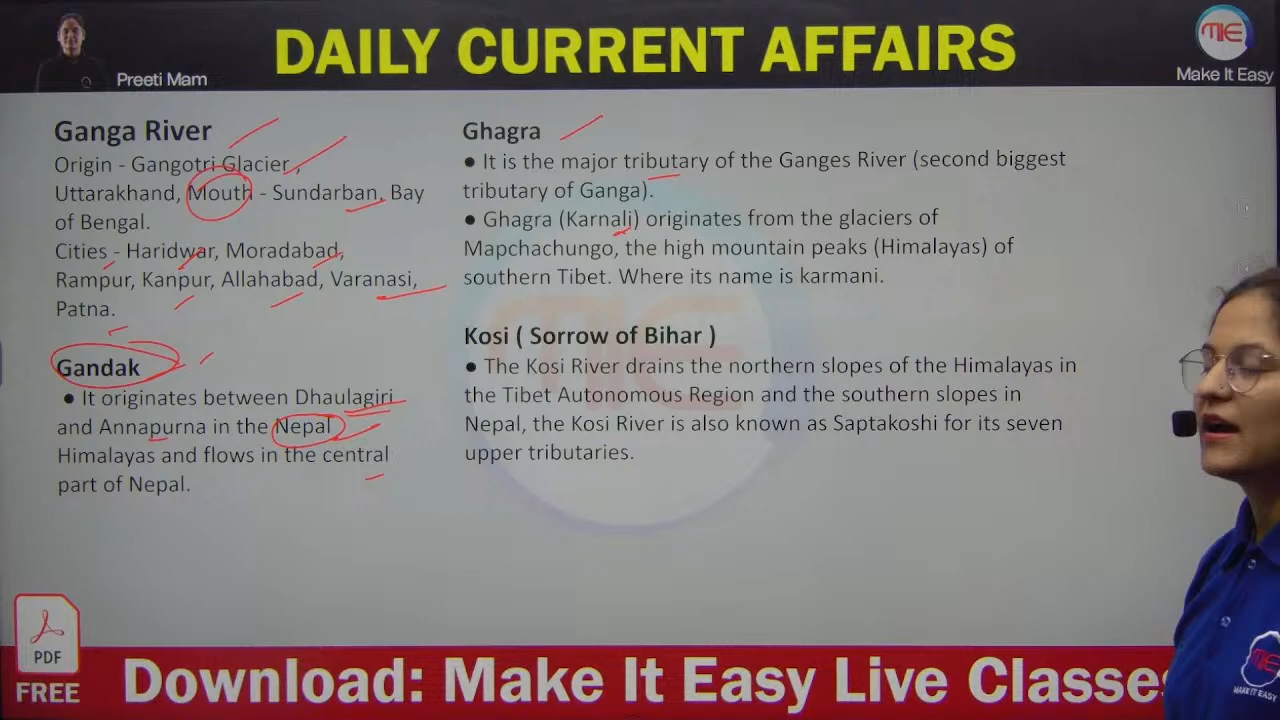 DAILY CURRENT AFFAIRS
Preeti Mam
MIE
Make It Easy
Ganga River
Origin - Gangotri Glacier ,
Uttarakhand, Mouth - Sundarban, Bay
of Bengal.
Cities - Haridwar, Moradabad,
Rampur, Kanpur, Allahabad, Varanasi,
Patna.
Gandak
● It originates between Dhaulagiri
and Annapurna in the Nepal
Himalayas and flows in the central
part of Nepal.
Ghagra
● It is the major tributary of the Ganges River (second biggest
tributary of Ganga).
● Ghagra (Karnali) originates from the glaciers of
Mapchachungo, the high mountain peaks (Himalayas) of
southern Tibet. Where its name is karmani.
Kosi ( Sorrow of Bihar )
● The Kosi River drains the northern slopes of the Himalayas in
the Tibet Autonomous Region and the southern slopes in
Nepal, the Kosi River is also known as Saptakoshi for its seven
upper tributaries.
MIE
MAKE IT EASY
PDF
FREE
Download: Make It Easy Live Classes